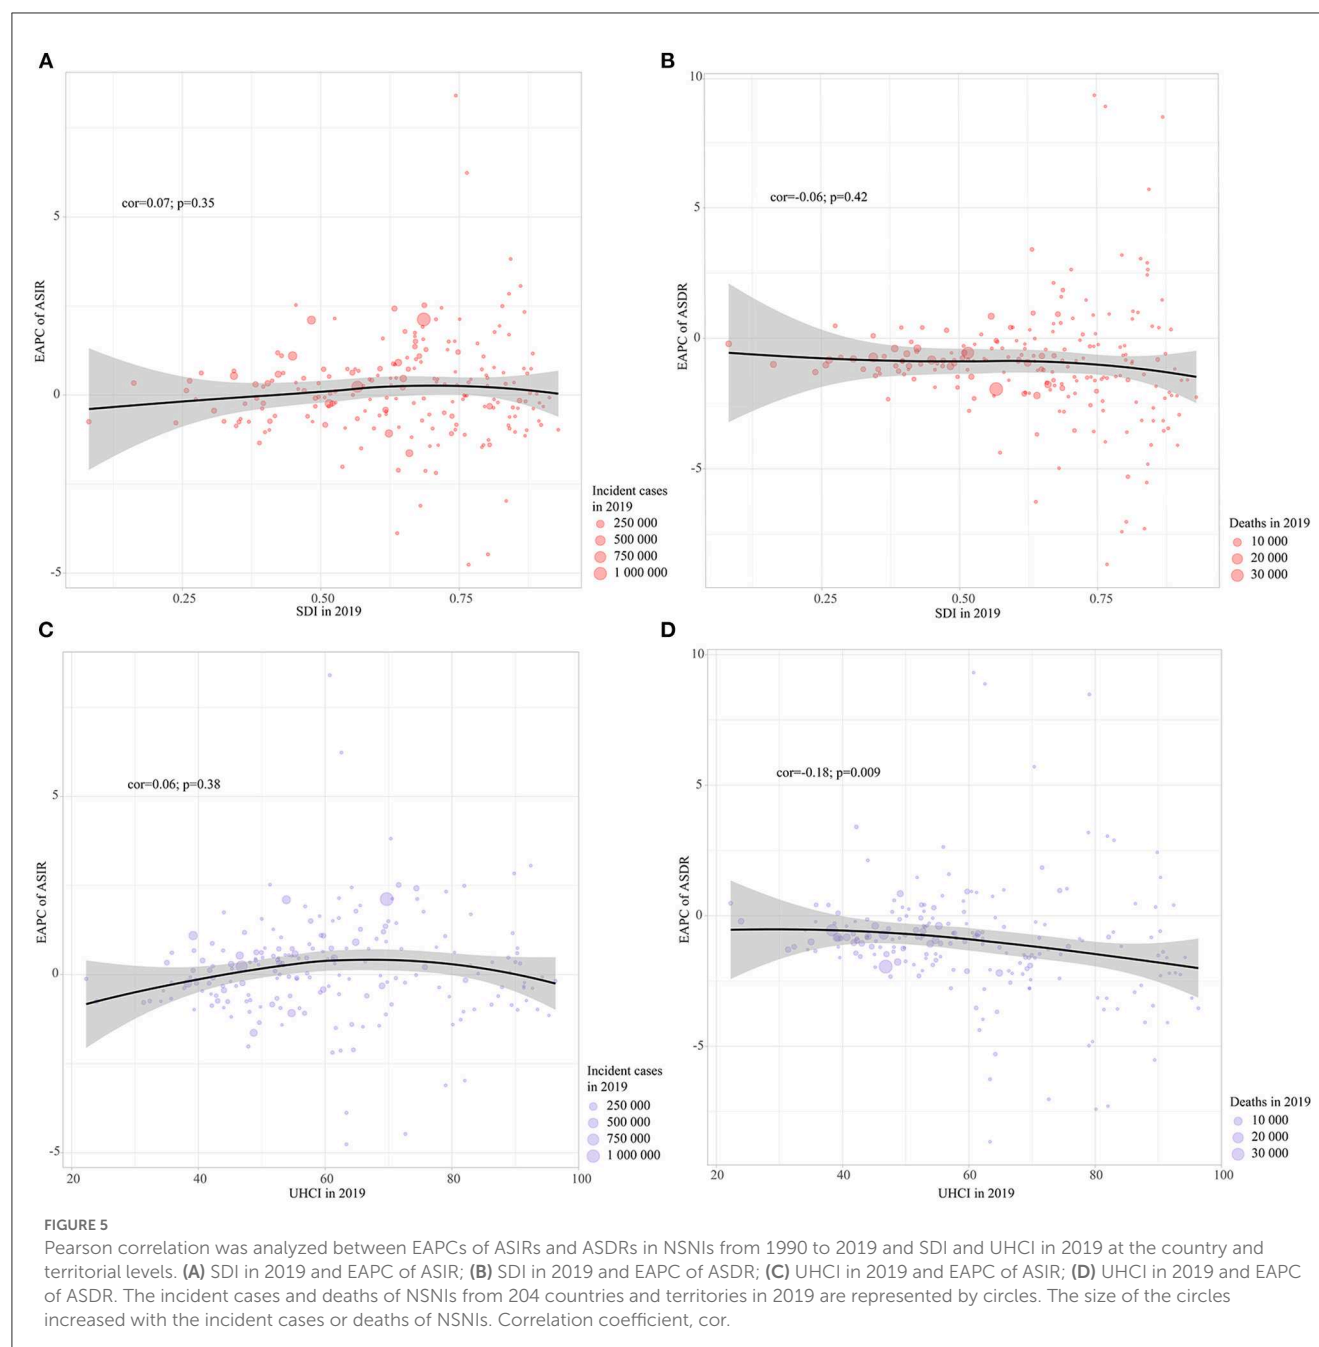 A
cor=0.07; p=0.35
5
0
-5
EAPC of ASIR
0.25
0.50
0.75
SDI in 2019
Incident cases
in 2019
250 000
500 000
750 000
1 000 000
B
cor=-0.06; p=0.42
10
5
0
-5
EAPC of ASDR
0.25
0.50
0.75
SDI in 2019
Deaths in 2019
10 000
20 000
30 000
C
cor=0.06; p=0.38
5
0
-5
EAPC of ASIR
20
40
60
80
100
UHCI in 2019
Incident cases
in 2019
250 000
500 000
750 000
1 000 000
D
cor=-0.18; p=0.009
10
5
0
-5
EAPC of ASDR
20
40
60
80
100
UHCI in 2019
Deaths in 2019
10 000
20 000
30 000
FIGURE 5
Pearson correlation was analyzed between EAPCs of ASIRs and ASDRs in NSNIs from 1990 to 2019 and SDI and UHCI in 2019 at the country and
territorial levels. (A) SDI in 2019 and EAPC of ASIR; (B) SDI in 2019 and EAPC of ASDR; (C) UHCI in 2019 and EAPC of ASIR; (D) UHCI in 2019 and EAPC
of ASDR. The incident cases and deaths of NSNIs from 204 countries and territories in 2019 are represented by circles. The size of the circles
increased with the incident cases or deaths of NSNIs. Correlation coefficient, cor.